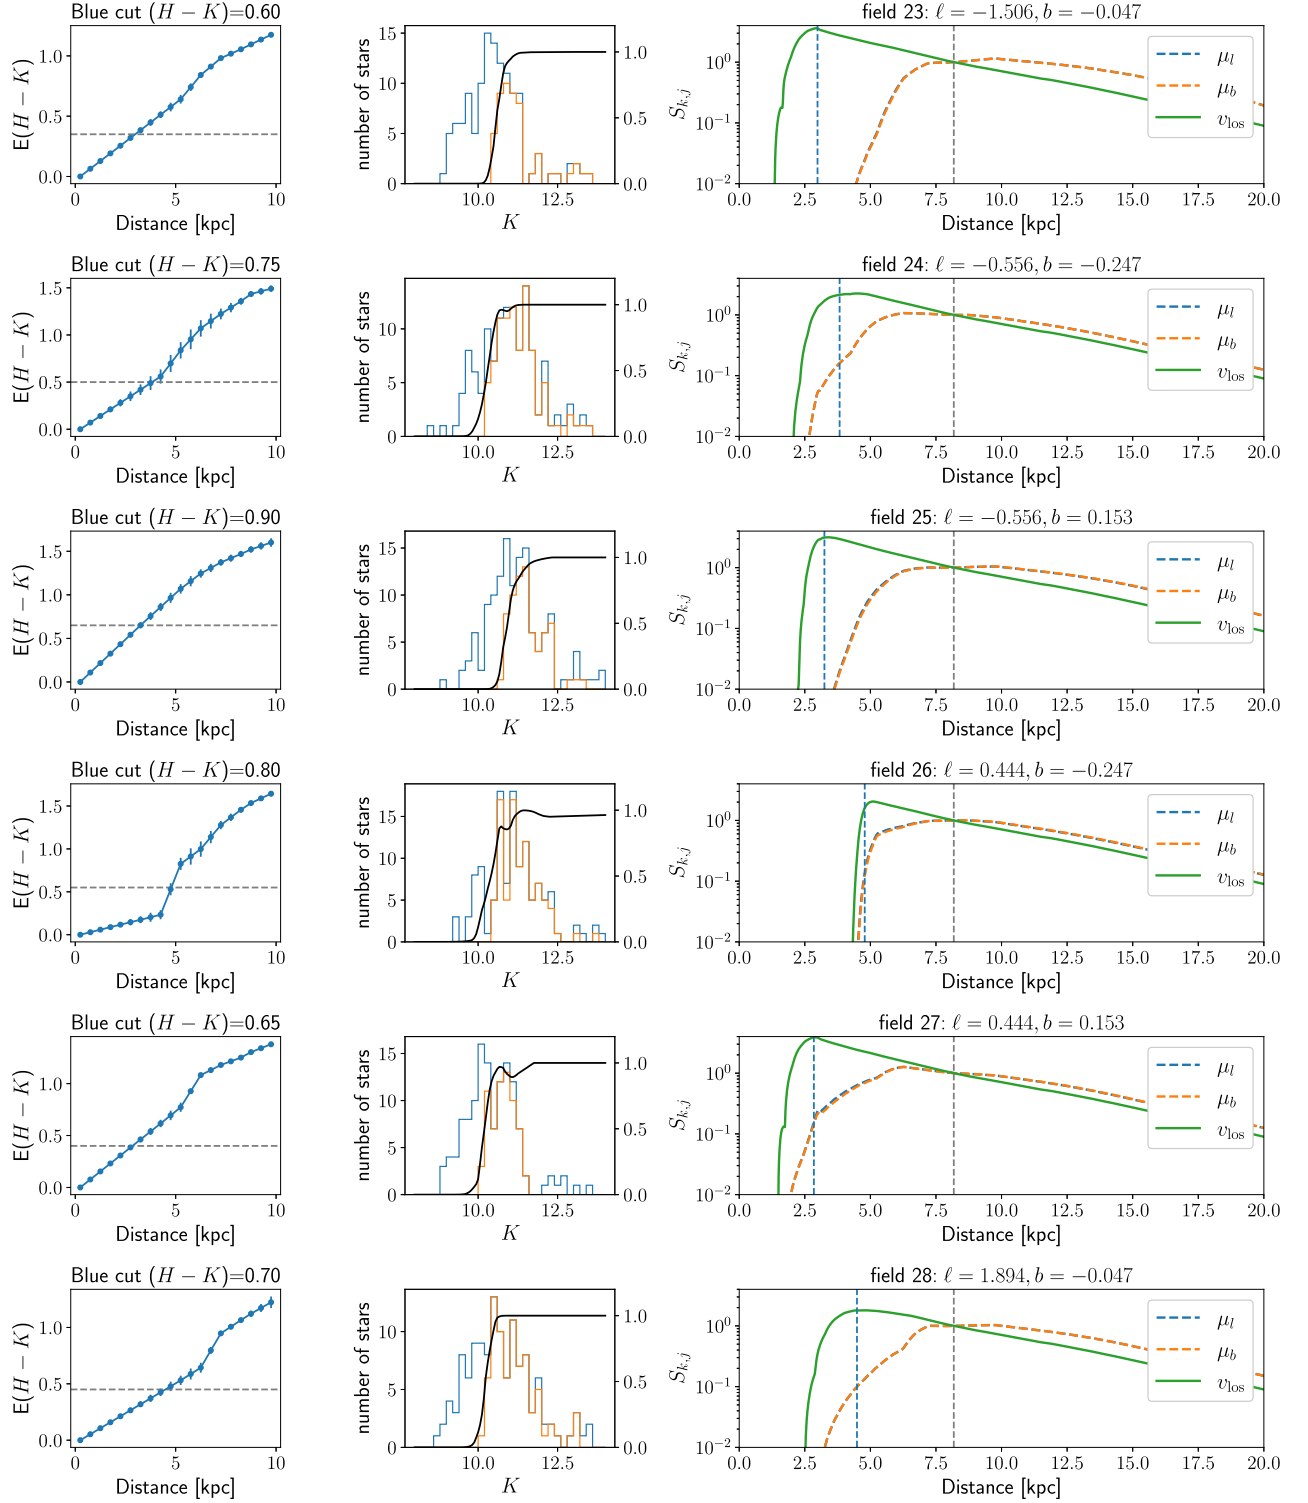 Blue cut (H − K)=0.60
field 23: ℓ = −1.506, b = −0.047
E(H − K)
1.0
0.5
0.0
0 5 10
Distance [kpc]
number of stars
15
10
5
0
1.0
0.5
0.0
10.0 12.5
K
S_{k,j}
10^0
10^{−1}
10^{−2}
μ_l
μ_b
v_los
0.0 2.5 5.0 7.5 10.0 12.5 15.0 17.5 20.0
Distance [kpc]
Blue cut (H − K)=0.75
field 24: ℓ = −0.556, b = −0.247
E(H − K)
1.5
1.0
0.5
0.0
0 5 10
Distance [kpc]
number of stars
10
5
0
1.0
0.5
0.0
10.0 12.5
K
S_{k,j}
10^0
10^{−1}
10^{−2}
μ_l
μ_b
v_los
0.0 2.5 5.0 7.5 10.0 12.5 15.0 17.5 20.0
Distance [kpc]
Blue cut (H − K)=0.90
field 25: ℓ = −0.556, b = 0.153
E(H − K)
1.5
1.0
0.5
0.0
0 5 10
Distance [kpc]
number of stars
15
10
5
0
1.0
0.5
0.0
10.0 12.5
K
S_{k,j}
10^0
10^{−1}
10^{−2}
μ_l
μ_b
v_los
0.0 2.5 5.0 7.5 10.0 12.5 15.0 17.5 20.0
Distance [kpc]
Blue cut (H − K)=0.80
field 26: ℓ = 0.444, b = −0.247
E(H − K)
1.5
1.0
0.5
0.0
0 5 10
Distance [kpc]
number of stars
15
10
5
0
1.0
0.5
0.0
10.0 12.5
K
S_{k,j}
10^0
10^{−1}
10^{−2}
μ_l
μ_b
v_los
0.0 2.5 5.0 7.5 10.0 12.5 15.0 17.5 20.0
Distance [kpc]
Blue cut (H − K)=0.65
field 27: ℓ = 0.444, b = 0.153
E(H − K)
1.0
0.5
0.0
0 5 10
Distance [kpc]
number of stars
15
10
5
0
1.0
0.5
0.0
10.0 12.5
K
S_{k,j}
10^0
10^{−1}
10^{−2}
μ_l
μ_b
v_los
0.0 2.5 5.0 7.5 10.0 12.5 15.0 17.5 20.0
Distance [kpc]
Blue cut (H − K)=0.70
field 28: ℓ = 1.894, b = −0.047
E(H − K)
1.0
0.5
0.0
0 5 10
Distance [kpc]
number of stars
10
5
0
1.0
0.5
0.0
10.0 12.5
K
S_{k,j}
10^0
10^{−1}
10^{−2}
μ_l
μ_b
v_los
0.0 2.5 5.0 7.5 10.0 12.5 15.0 17.5 20.0
Distance [kpc]